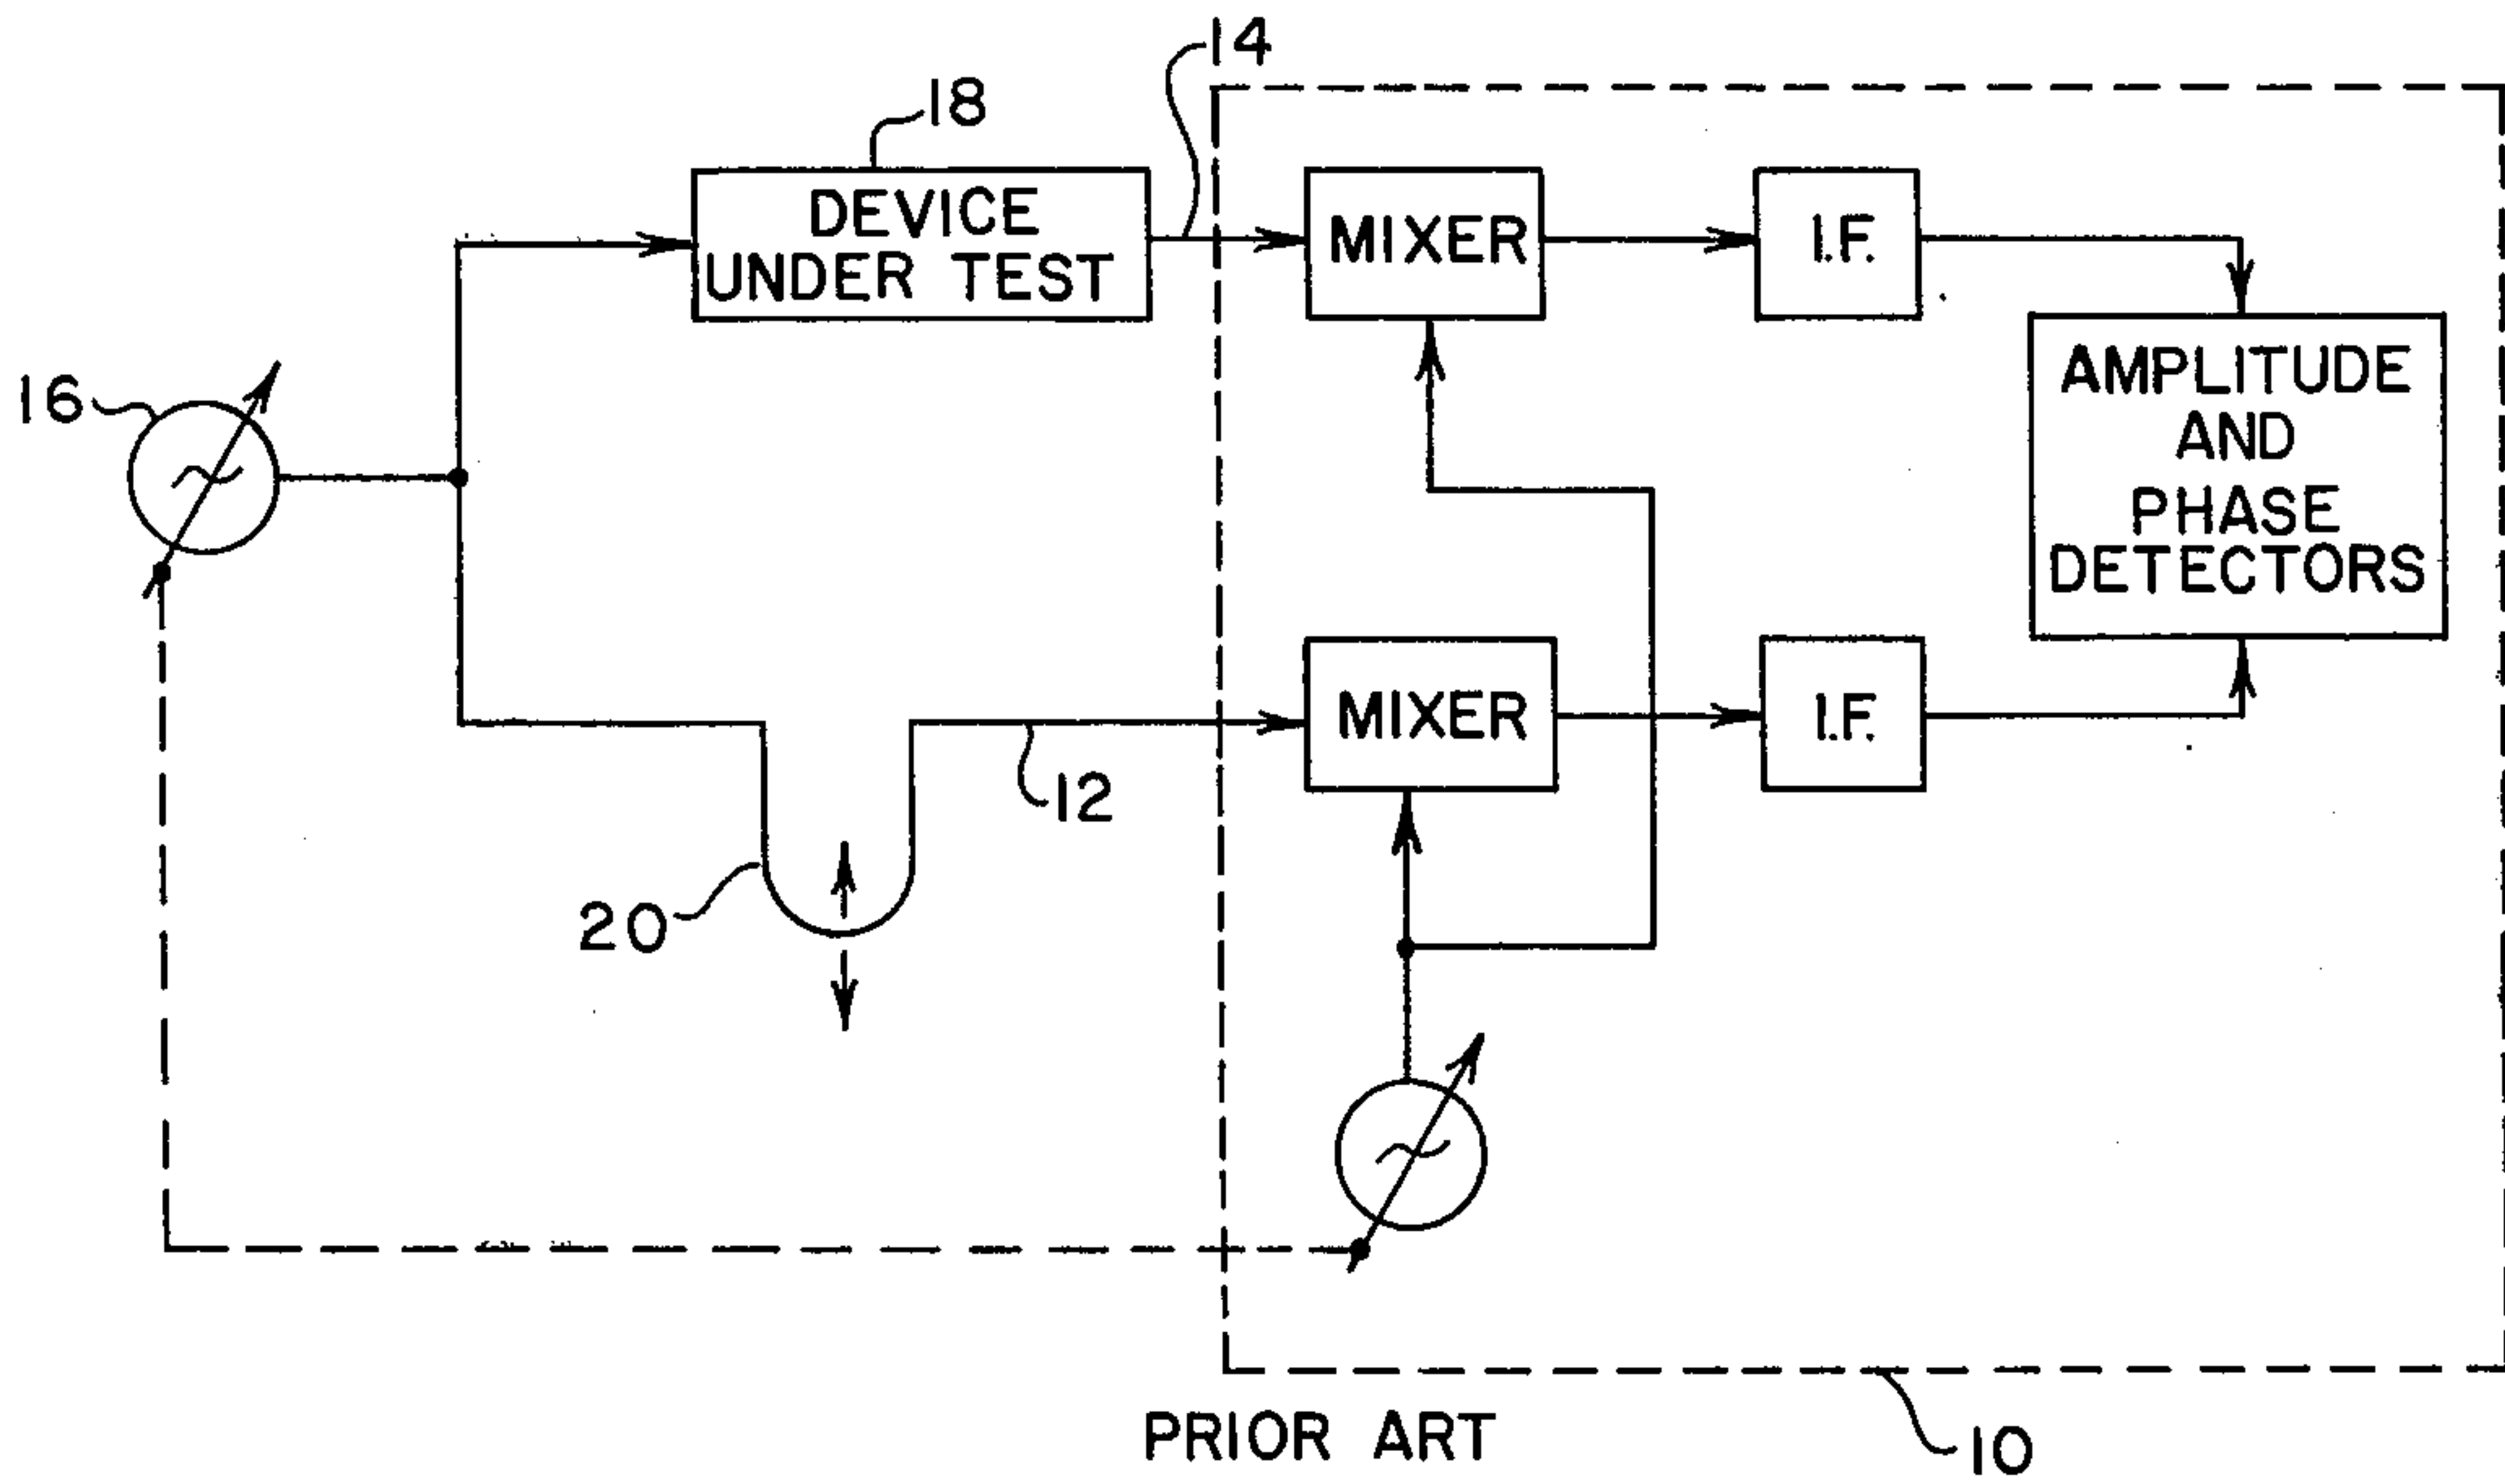 14
18
DEVICE
UNDER TEST
MIXER
I.F.
16
AMPLITUDE
AND
PHASE
DETECTORS
MIXER
I.F.
12
20
PRIOR ART
10